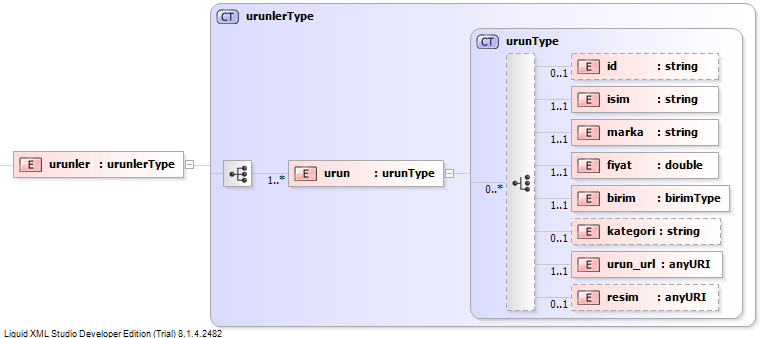 CT urunlerType
CT urunType
E id : string
0..1
E isim : string
1..1
E marka : string
1..1
E urunler : urunlerType
E urun : urunType
1..*
0..*
E fiyat : double
1..1
E birim : birimType
1..1
E kategori : string
0..1
E urun_url : anyURI
1..1
E resim : anyURI
0..1
Liquid XML Studio Developer Edition (Trial) 8.1.4.2482